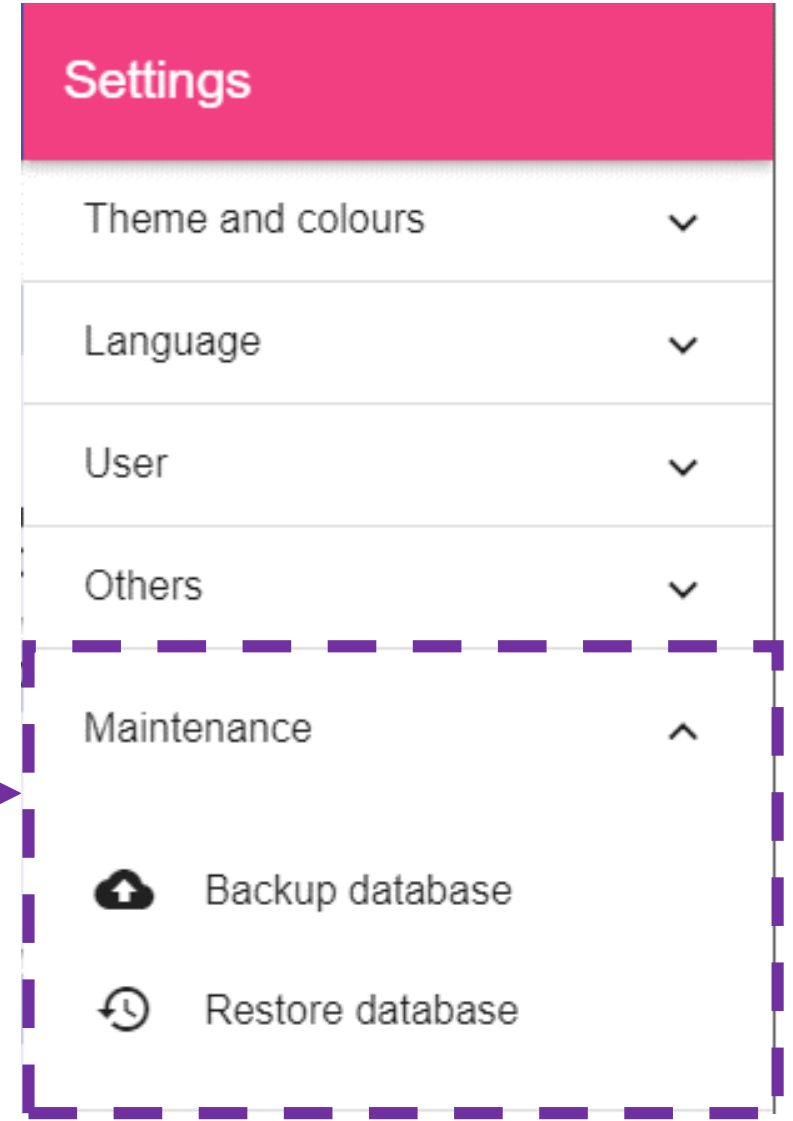 Settings
Theme and colours
Language
User
Others
Maintenance
Backup database
Restore database